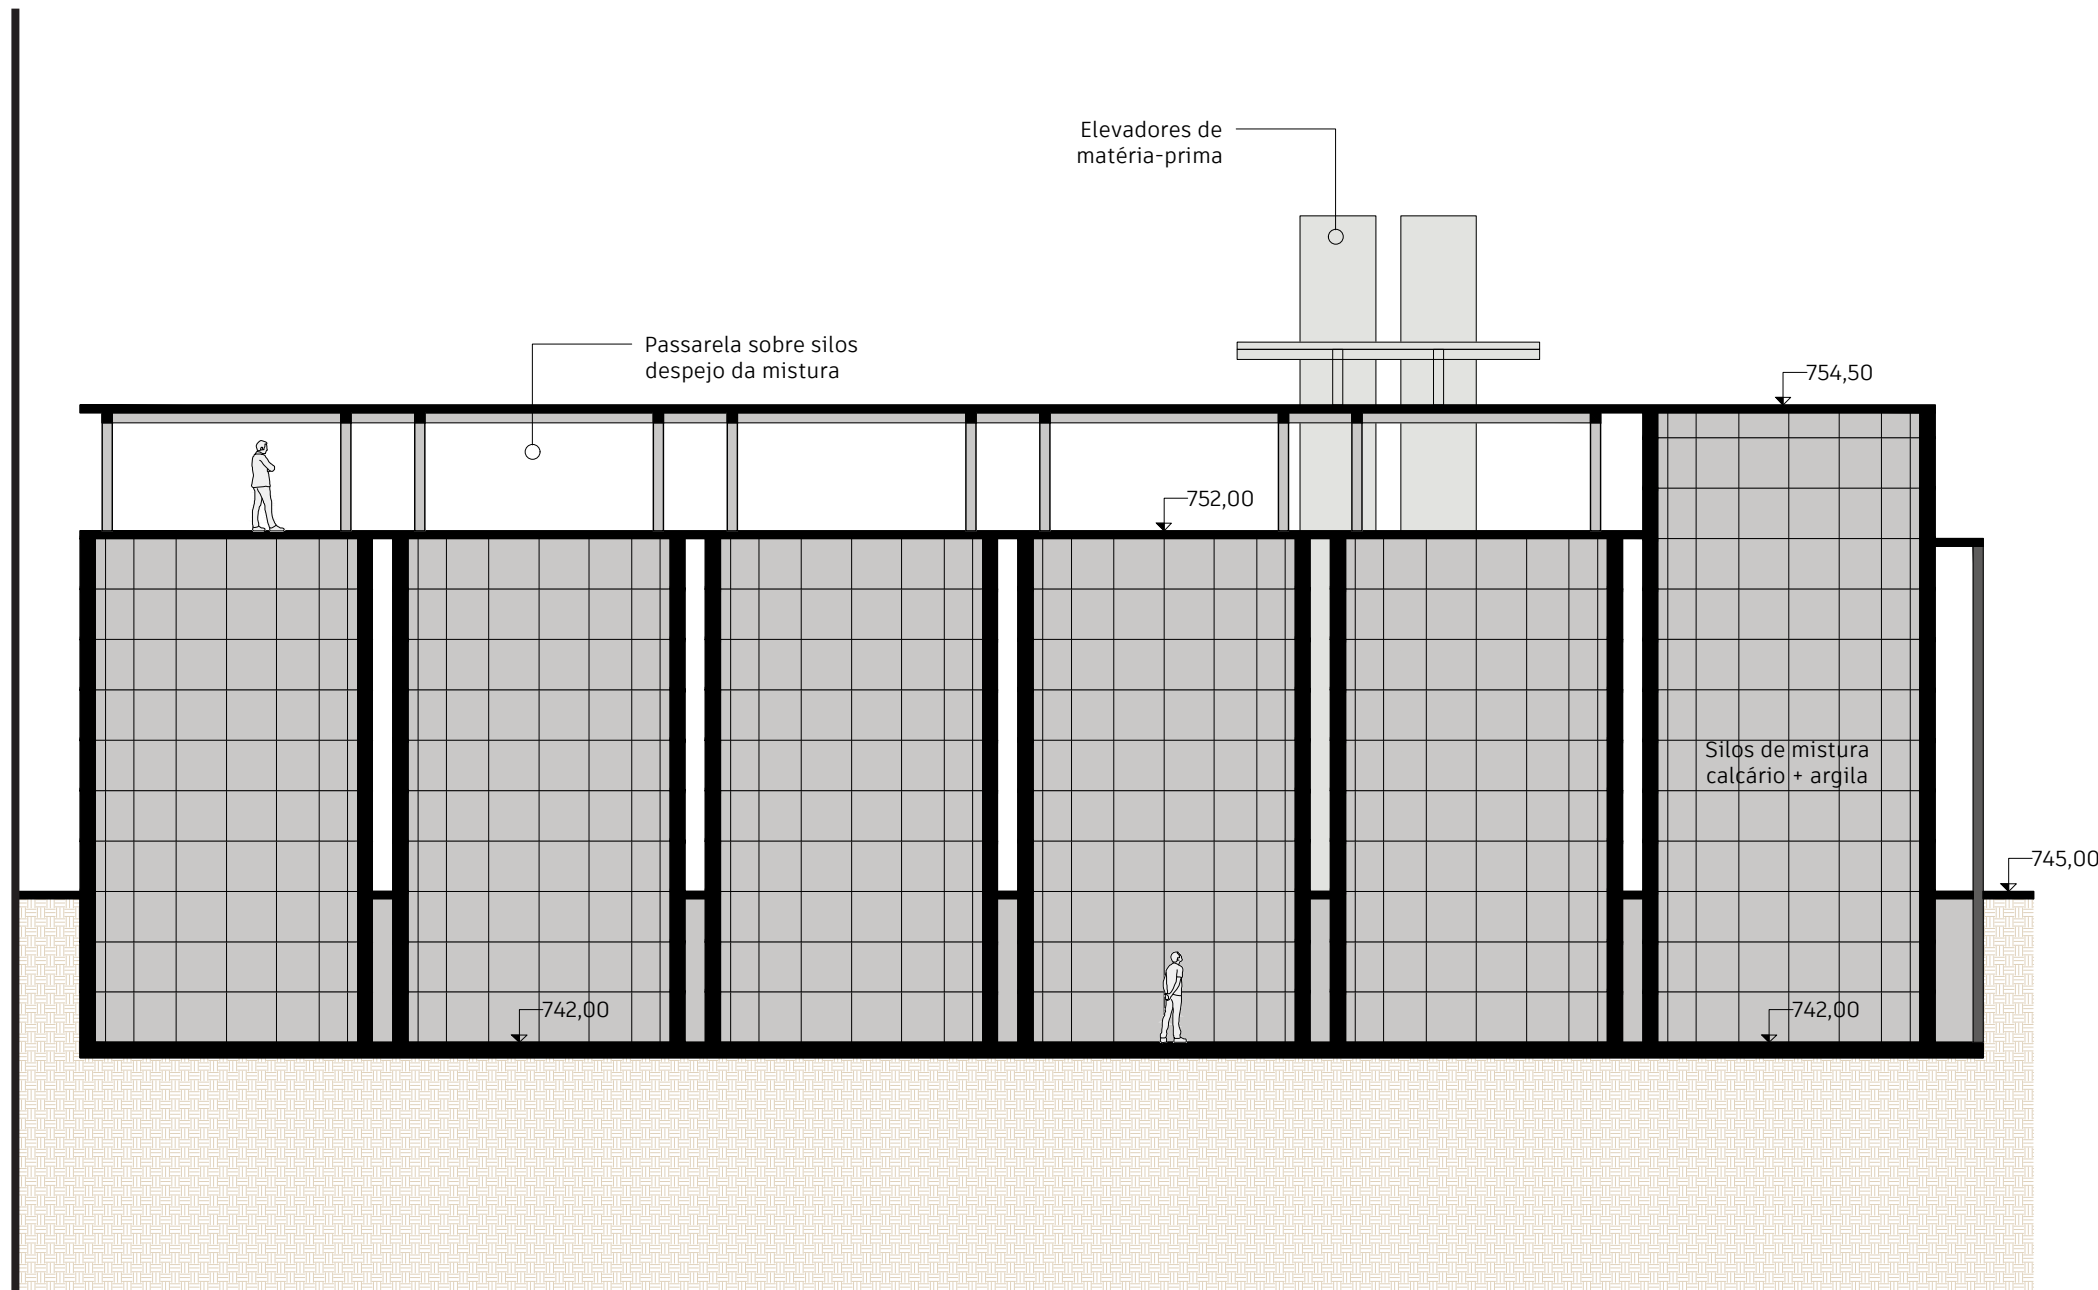 Elevadores de
matéria-prima
Passarela sobre silos
despejo da mistura
754,50
752,00
Silos de mistura
calcário + argila
745,00
742,00
742,00